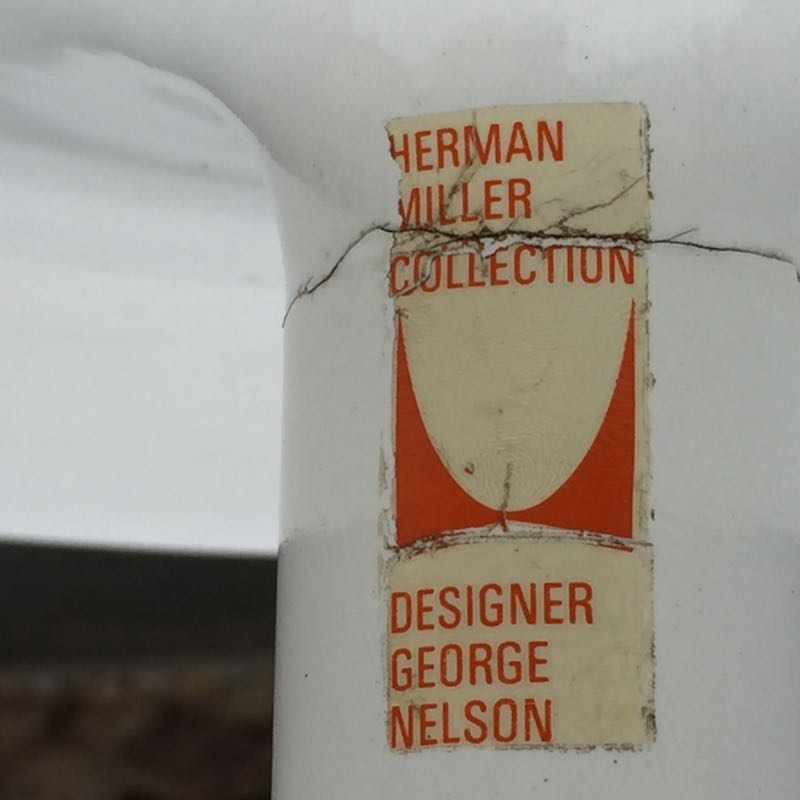 HERMAN
MILLER
COLLECTION
DESIGNER
GEORGE
NELSON